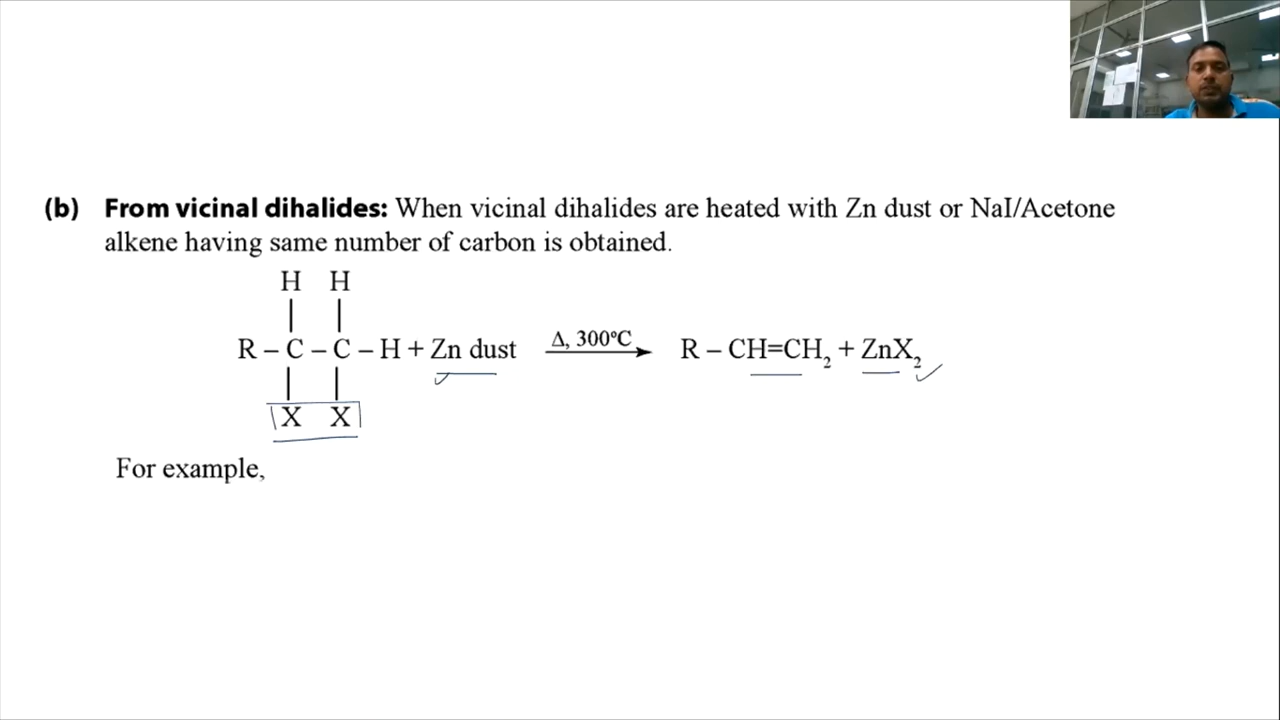 (b) From vicinal dihalides: When vicinal dihalides are heated with Zn dust or NaI/Acetone
alkene having same number of carbon is obtained.
H H
| |
R – C – C – H + Zn dust Δ, 300°C R – CH=CH₂ + ZnX₂
| |
X X
For example,